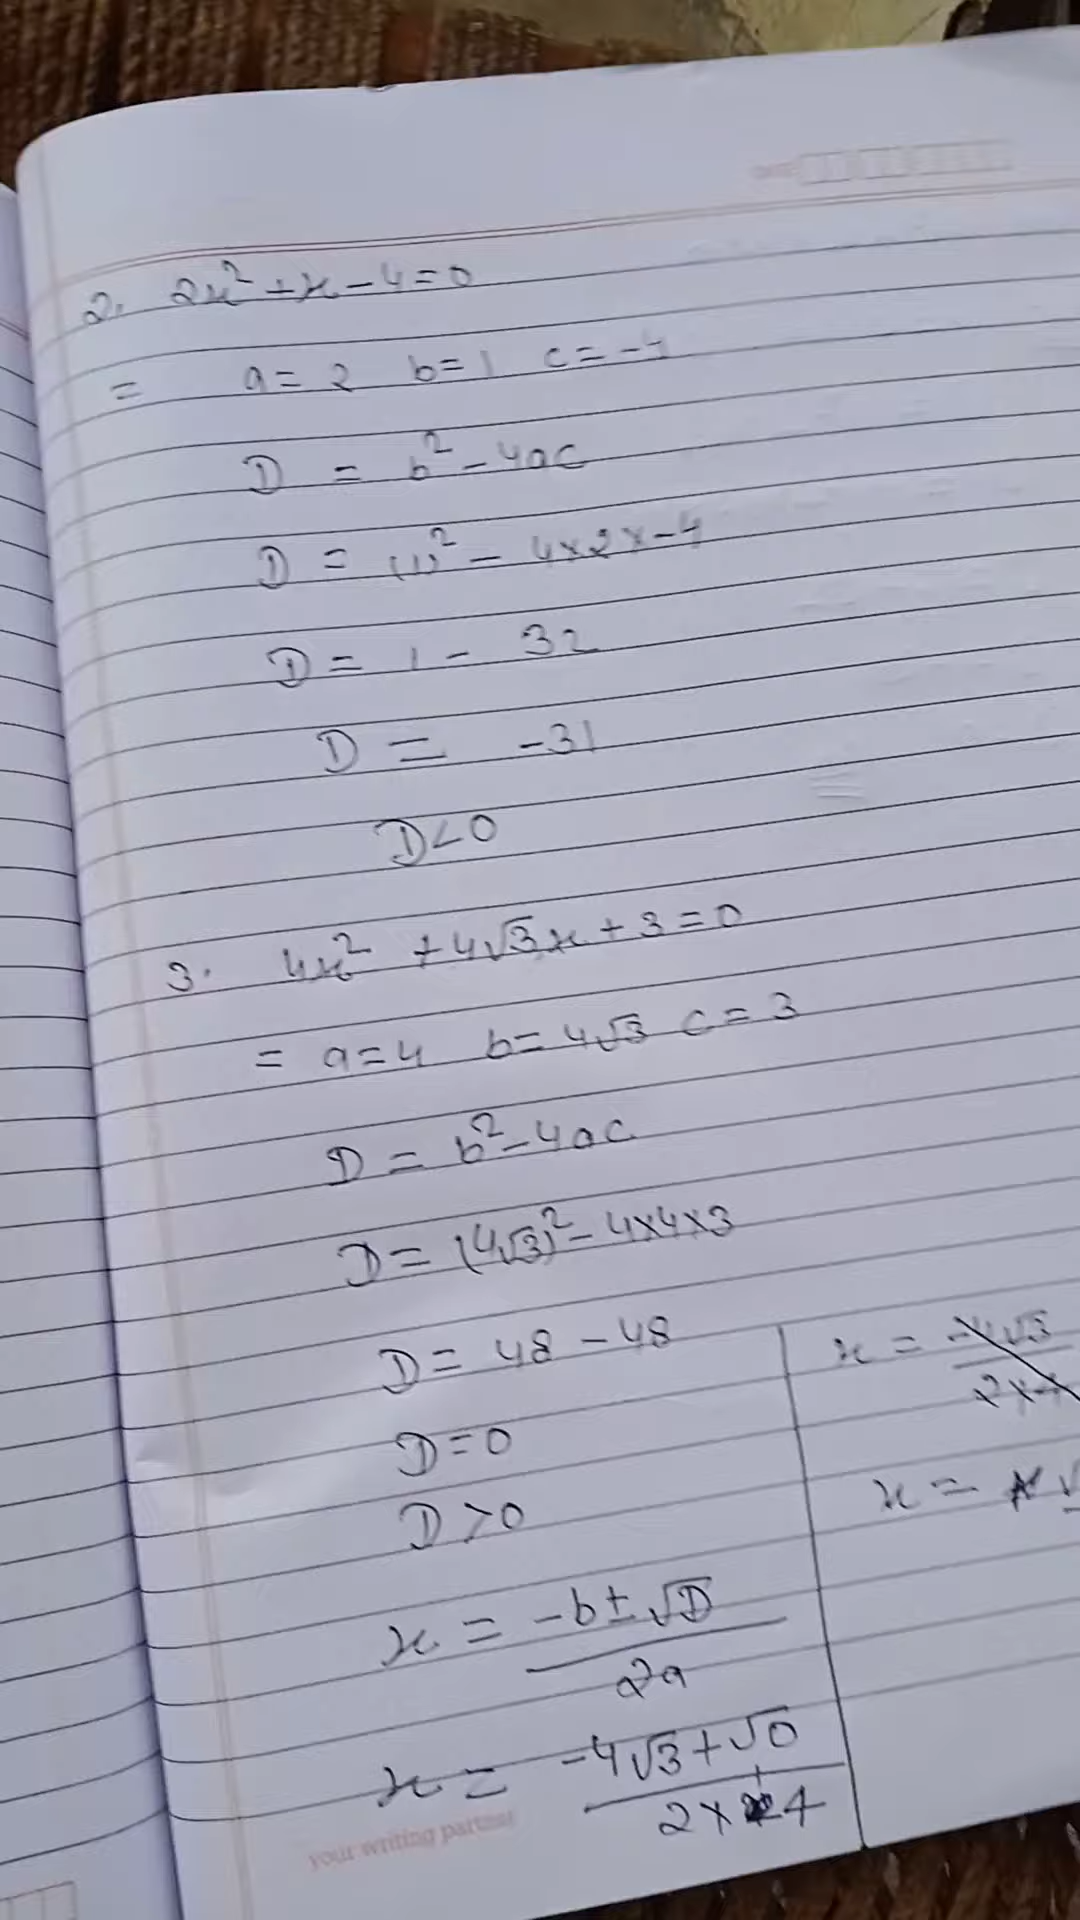 2. 2x² + x - 4 = 0
= a = 2 b = 1 c = -4
D = b² - 4ac
D = (1)² - 4×2×-4
D = 1 - 32
D = -31
D<0
3. 4x² + 4√3x + 3 = 0
= a = 4 b = 4√3 c = 3
D = b² - 4ac
D = (4√3)² - 4×4×3
D = 48 - 48
D = 0
D > 0
x = -b ± √D / 2a
x = -4√3 + √0 / 2 × 4
x = -4√3 / 2×4
x = √
your writing partner